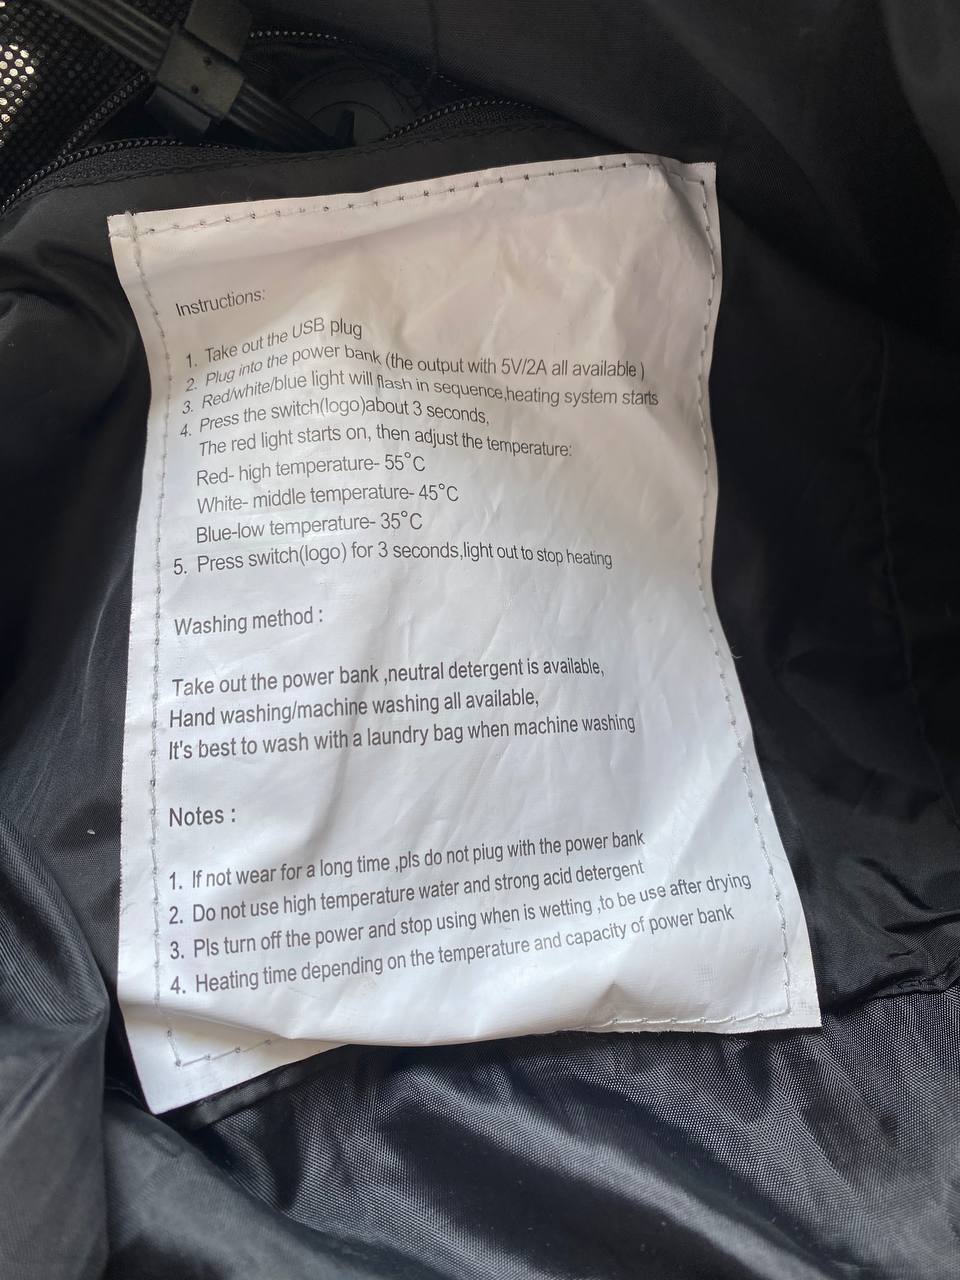 Instructions:
1. Take out the USB plug
2. Plug into the power bank (the output with 5V/2A all available )
3. Red/white/blue light will flash in sequence,heating system starts
4. Press the switch(logo)about 3 seconds,
The red light starts on, then adjust the temperature:
Red- high temperature- 55°C
White- middle temperature- 45°C
Blue-low temperature- 35°C
5. Press switch(logo) for 3 seconds,light out to stop heating
Washing method :
Take out the power bank ,neutral detergent is available,
Hand washing/machine washing all available,
It's best to wash with a laundry bag when machine washing
Notes :
1. If not wear for a long time ,pls do not piug with the power bank
2. Do not use high temperature water and strong acid detergent
3. Pls turn off the power and stop using when is wetting ,to be use after drying
4. Heating time depending on the temperature and capacity of power bank